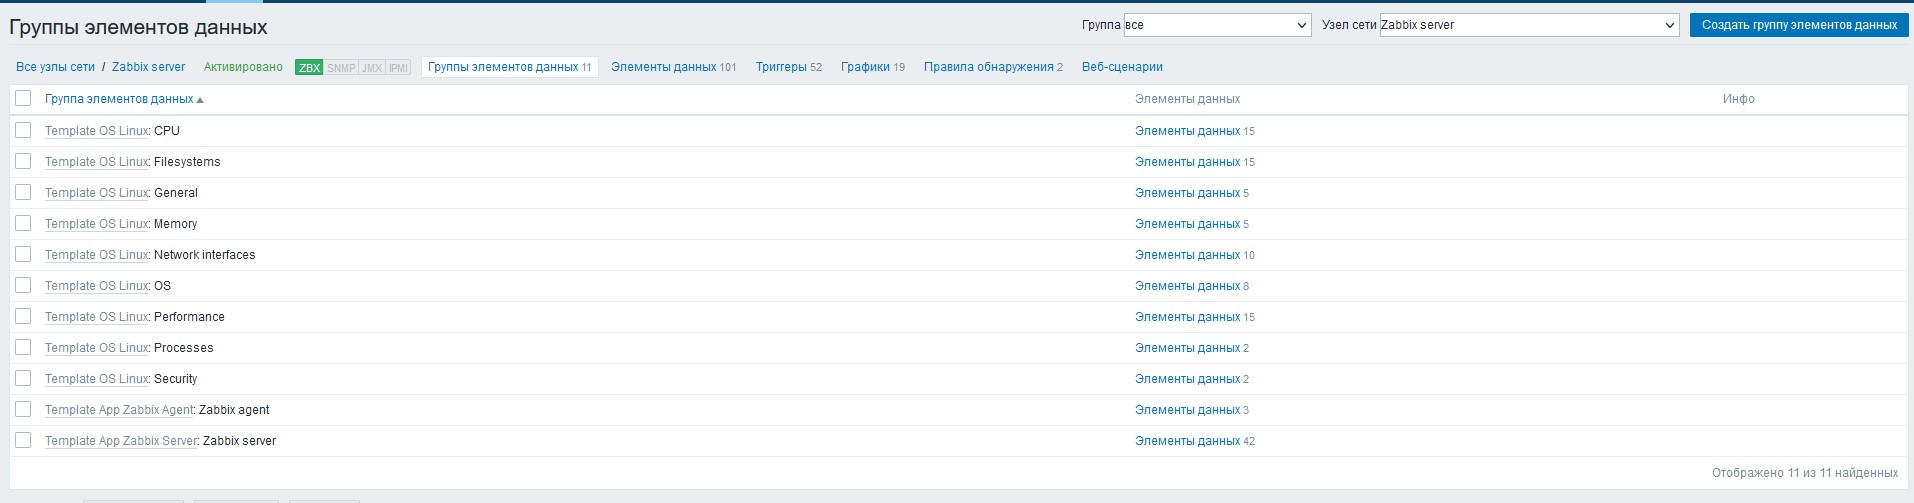 Группы элементов данных
Группа все Узел сети Zabbix server Создать группу элементов данных
Все узлы сети / Zabbix server Активировано ZBX SNMP JMX IPMI Группы элементов данных 11 Элементы данных 101 Триггеры 52 Графики 19 Правила обнаружения 2 Веб-сценарии
Группа элементов данных Элементы данных Инфо
Template OS Linux: CPU Элементы данных 15
Template OS Linux: Filesystems Элементы данных 15
Template OS Linux: General Элементы данных 5
Template OS Linux: Memory Элементы данных 5
Template OS Linux: Network interfaces Элементы данных 10
Template OS Linux: OS Элементы данных 8
Template OS Linux: Performance Элементы данных 15
Template OS Linux: Processes Элементы данных 2
Template OS Linux: Security Элементы данных 2
Template App Zabbix Agent: Zabbix agent Элементы данных 3
Template App Zabbix Server: Zabbix server Элементы данных 42
Отображено 11 из 11 найденных